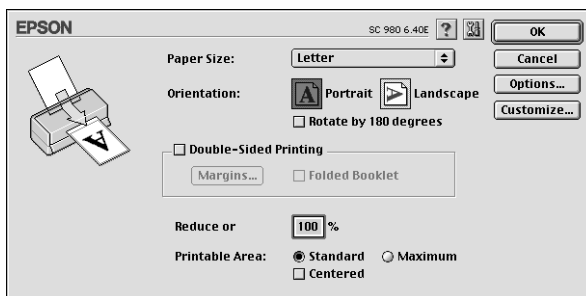 EPSON
SC 980 6.40E
?
OK
Paper Size: Letter
Cancel
Orientation: A Portrait A Landscape
Options...
Rotate by 180 degrees
Customize...
A
Double-Sided Printing
Margins... Folded Booklet
Reduce or 100 %
Printable Area: Standard Maximum
Centered